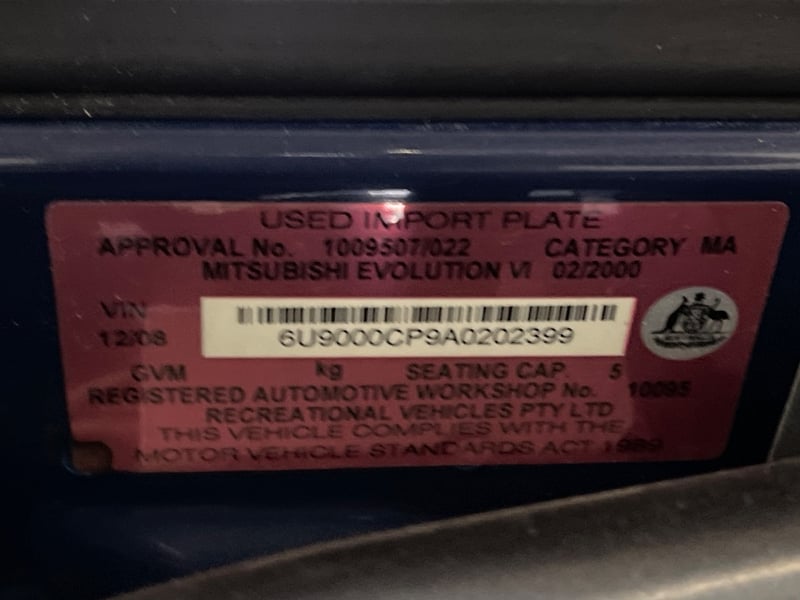 USED IMPORT PLATE
APPROVAL No. 1009507/022 CATEGORY MA
MITSUBISHI EVOLUTION VI 02/2000
VIN
12/08 6U9000CP9A0202399
GVM kg SEATING CAP. 5
REGISTERED AUTOMOTIVE WORKSHOP No. 10095
RECREATIONAL VEHICLES PTY LTD
THIS VEHICLE COMPLIES WITH THE
MOTOR VEHICLE STANDARDS ACT 1989